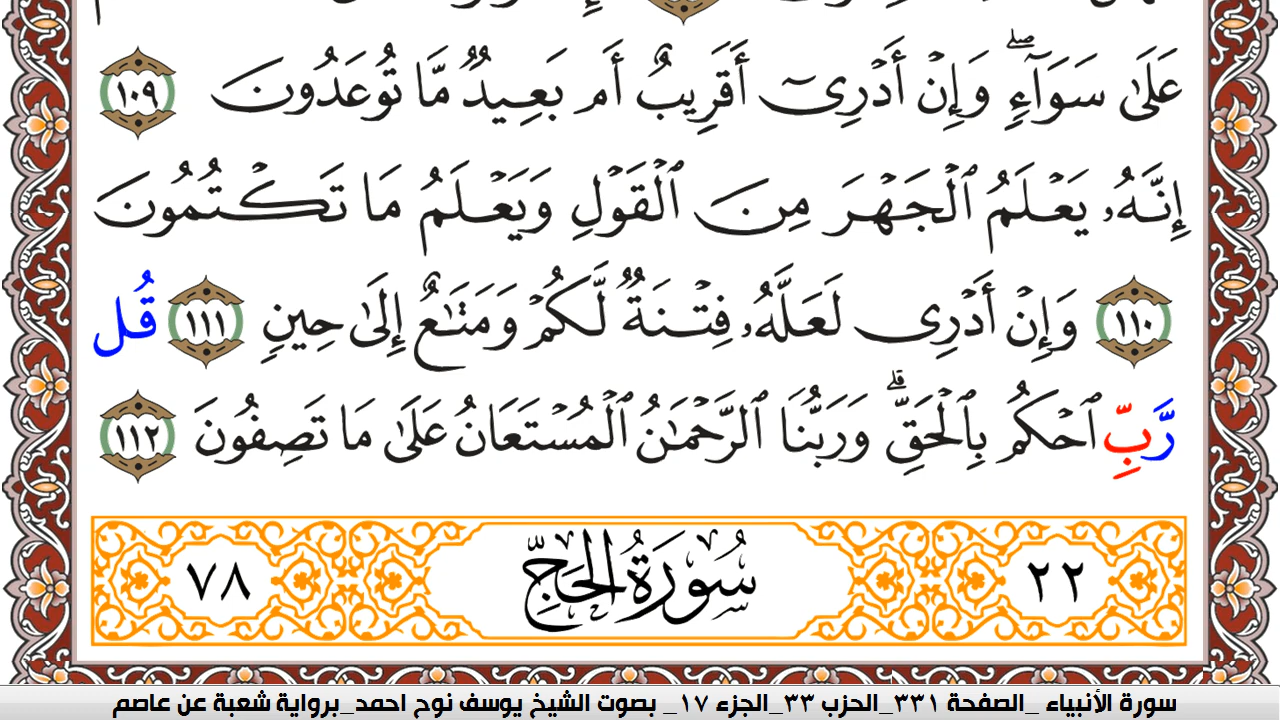 عَلَىٰ سَوَآءٍۖ وَإِنْ أَدْرِىٓ أَقَرِيبٌ أَم بَعِيدٌ مَّا تُوعَدُونَ ١٠٩
إِنَّهُۥ يَعْلَمُ ٱلْجَهْرَ مِنَ ٱلْقَوْلِ وَيَعْلَمُ مَا تَكْتُمُونَ
١١٠ وَإِنْ أَدْرِى لَعَلَّهُۥ فِتْنَةٌ لَّكُمْ وَمَتَـٰعٌ إِلَىٰ حِينٍ ١١١ قُل
رَّبِّ ٱحْكُم بِٱلْحَقِّۗ وَرَبُّنَا ٱلرَّحْمَـٰنُ ٱلْمُسْتَعَانُ عَلَىٰ مَا تَصِفُونَ ١١٢
٢٢ سُورَةُ الحَجِّ ٧٨
سورة الأنبياء _الصفحة ٣٣١_الحزب ٣٣_الجزء ١٧_ بصوت الشيخ يوسف نوح احمد_برواية شعبة عن عاصم